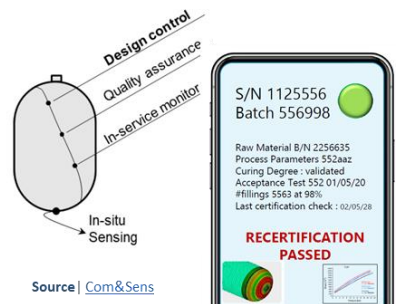 Design control
Quality assurance
In-service monitor
In-situ
Sensing
Source| Com&Sens
S/N 1125556
Batch 556998
Raw Material B/N 2256635
Process Parameters 552aaz
Curing Degree : validated
Acceptance Test 552 01/05/20
#fillings 5563 at 98%
Last certification check : 02/05/28
RECERTIFICATION
PASSED